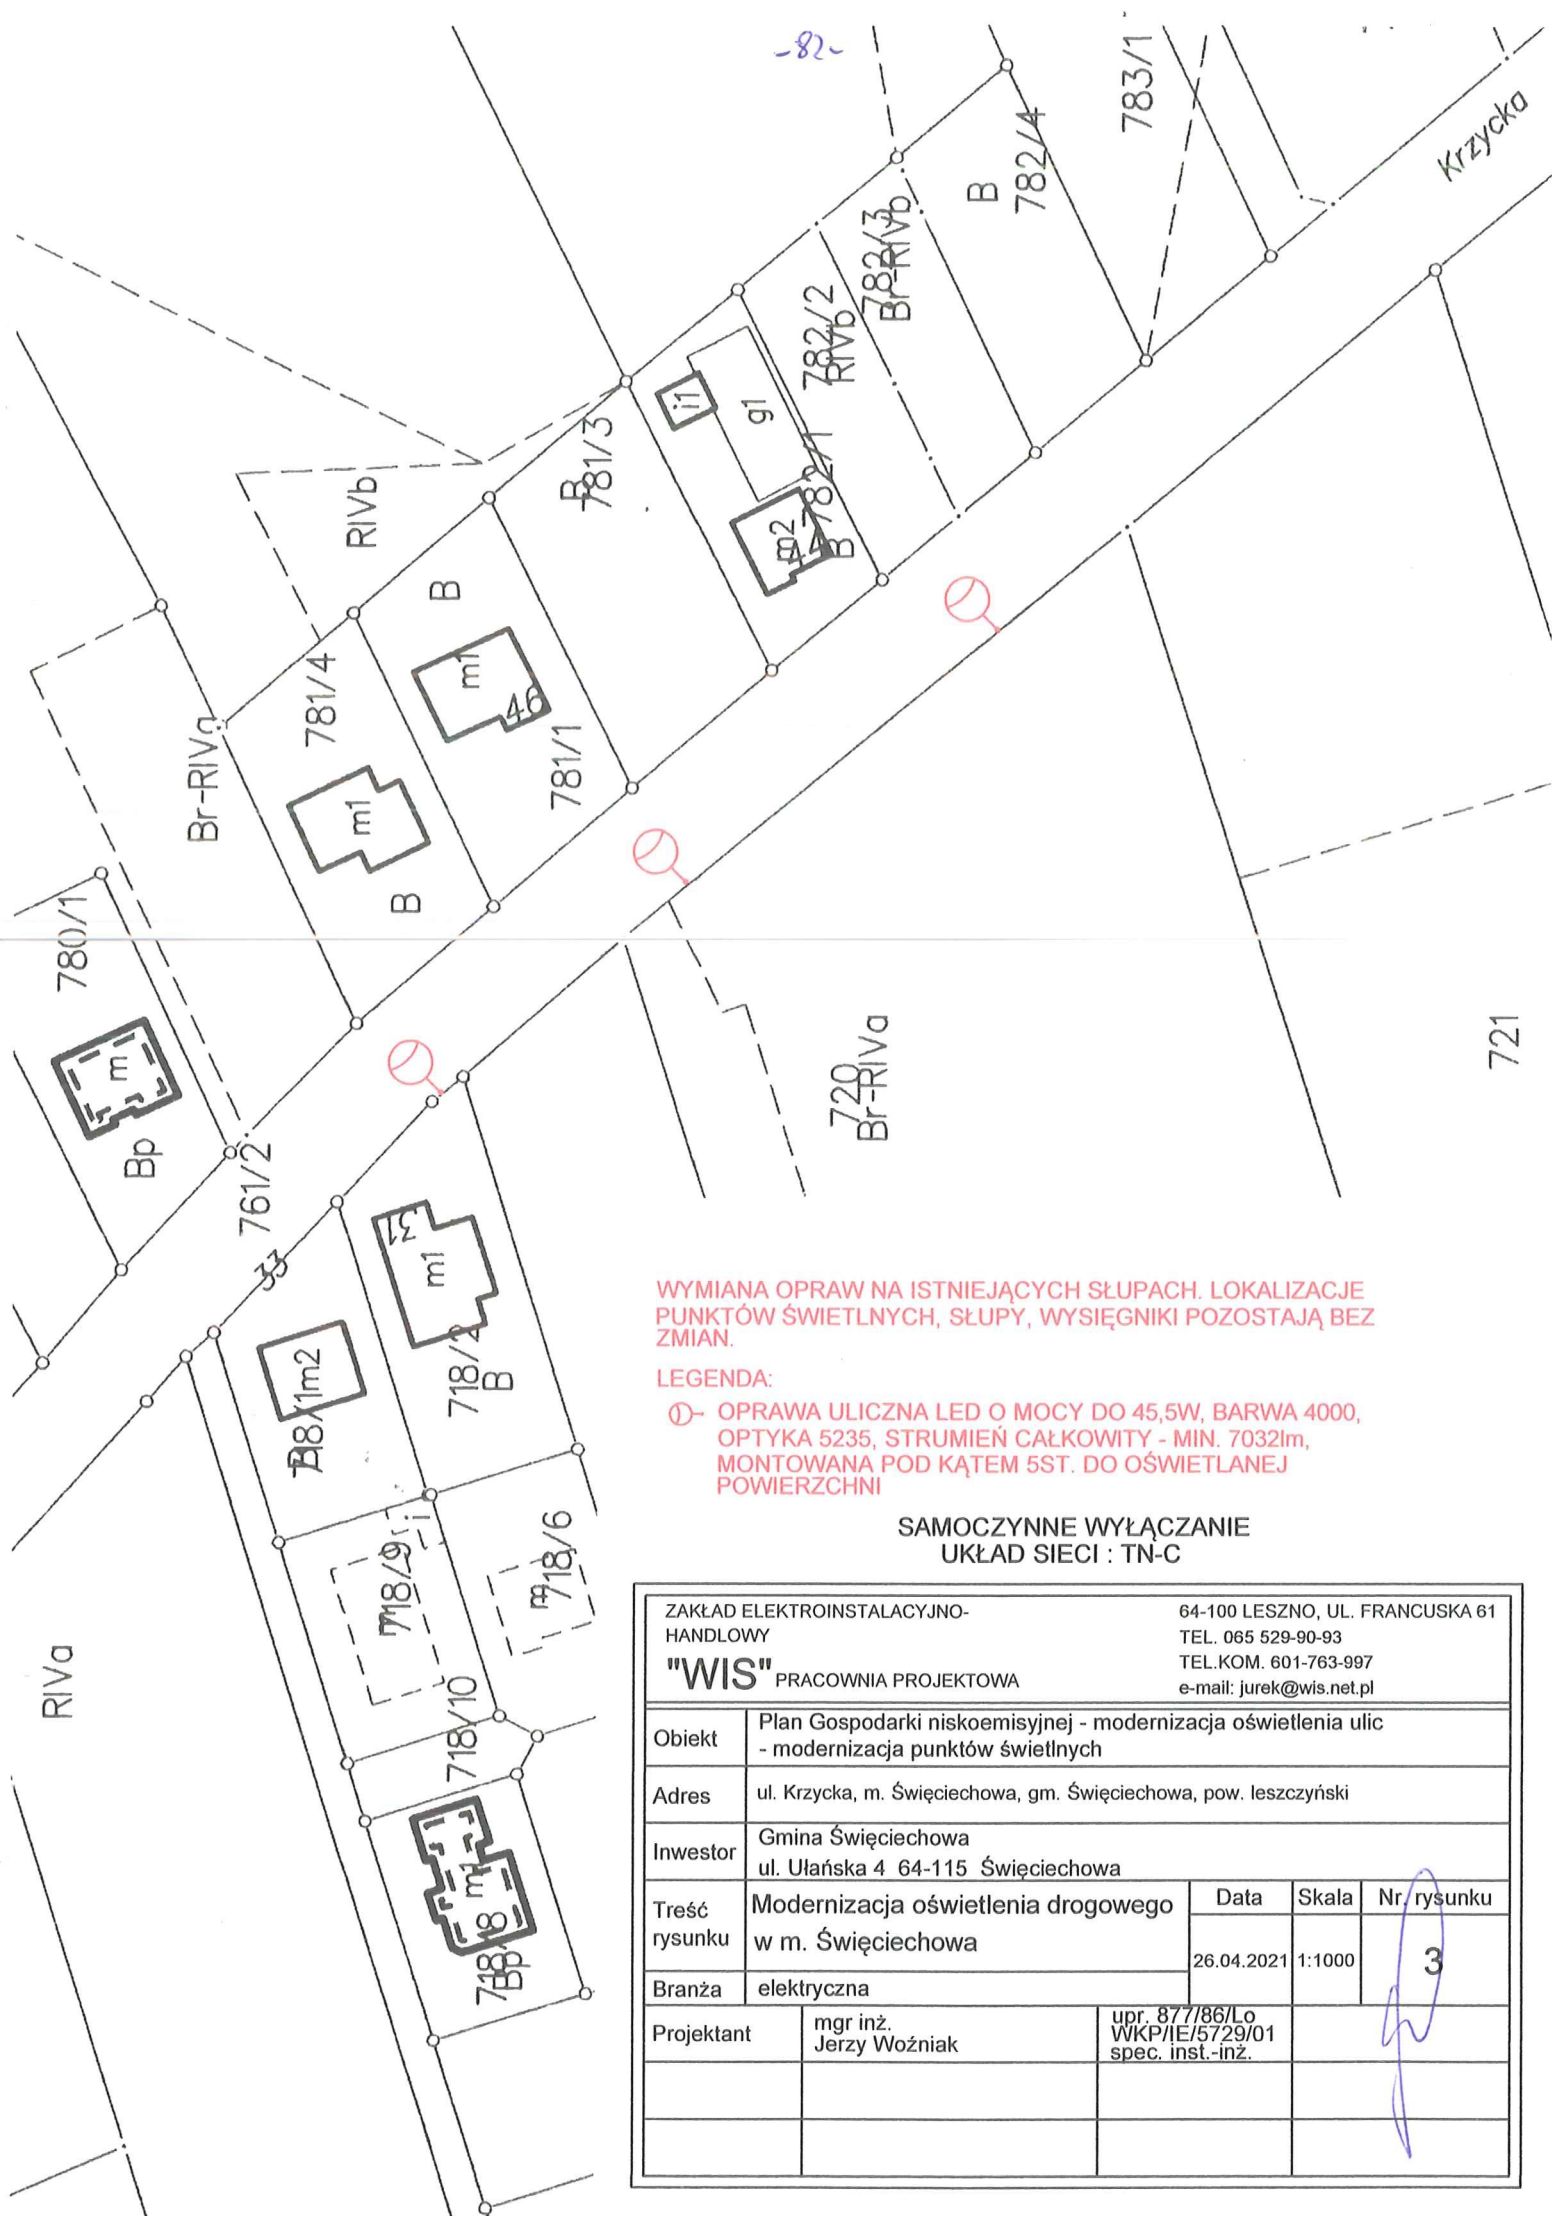 -82-
783/1
Krzycka
782/4
B
782/3
Br-RIVb
782/2
RIVb
i1
g1
781/3
B
782/1
B
m2
RIVb
B
m1
46
781/1
781/4
m1
B
Br-RIVa
780/1
m
Bp
761/2
33
720
Br-RIVa
721
31
m1
718/2
B
718/1
m2
B
718/9
m
i
718/6
m
718/10
m1
718/8
Bp
RIVa
WYMIANA OPRAW NA ISTNIEJĄCYCH SŁUPACH. LOKALIZACJE
PUNKTÓW ŚWIETLNYCH, SŁUPY, WYSIĘGNIKI POZOSTAJĄ BEZ
ZMIAN.
LEGENDA:
OPRAWA ULICZNA LED O MOCY DO 45,5W, BARWA 4000,
OPTYKA 5235, STRUMIEŃ CAŁKOWITY - MIN. 7032lm,
MONTOWANA POD KĄTEM 5ST. DO OŚWIETLANEJ
POWIERZCHNI
SAMOCZYNNE WYŁĄCZANIE
UKŁAD SIECI : TN-C
ZAKŁAD ELEKTROINSTALACYJNO-
HANDLOWY
"WIS" PRACOWNIA PROJEKTOWA
64-100 LESZNO, UL. FRANCUSKA 61
TEL. 065 529-90-93
TEL.KOM. 601-763-997
e-mail: jurek@wis.net.pl
Obiekt
Plan Gospodarki niskoemisyjnej - modernizacja oświetlenia ulic
- modernizacja punktów świetlnych
Adres
ul. Krzycka, m. Święciechowa, gm. Święciechowa, pow. leszczyński
Inwestor
Gmina Święciechowa
ul. Ułańska 4 64-115 Święciechowa
Treść
rysunku
Modernizacja oświetlenia drogowego
w m. Święciechowa
Data
Skala
Nr. rysunku
26.04.2021
1:1000
3
Branża
elektryczna
Projektant
mgr inż.
Jerzy Woźniak
upr. 877/86/Lo
WKP/IE/5729/01
spec. inst.-inż.